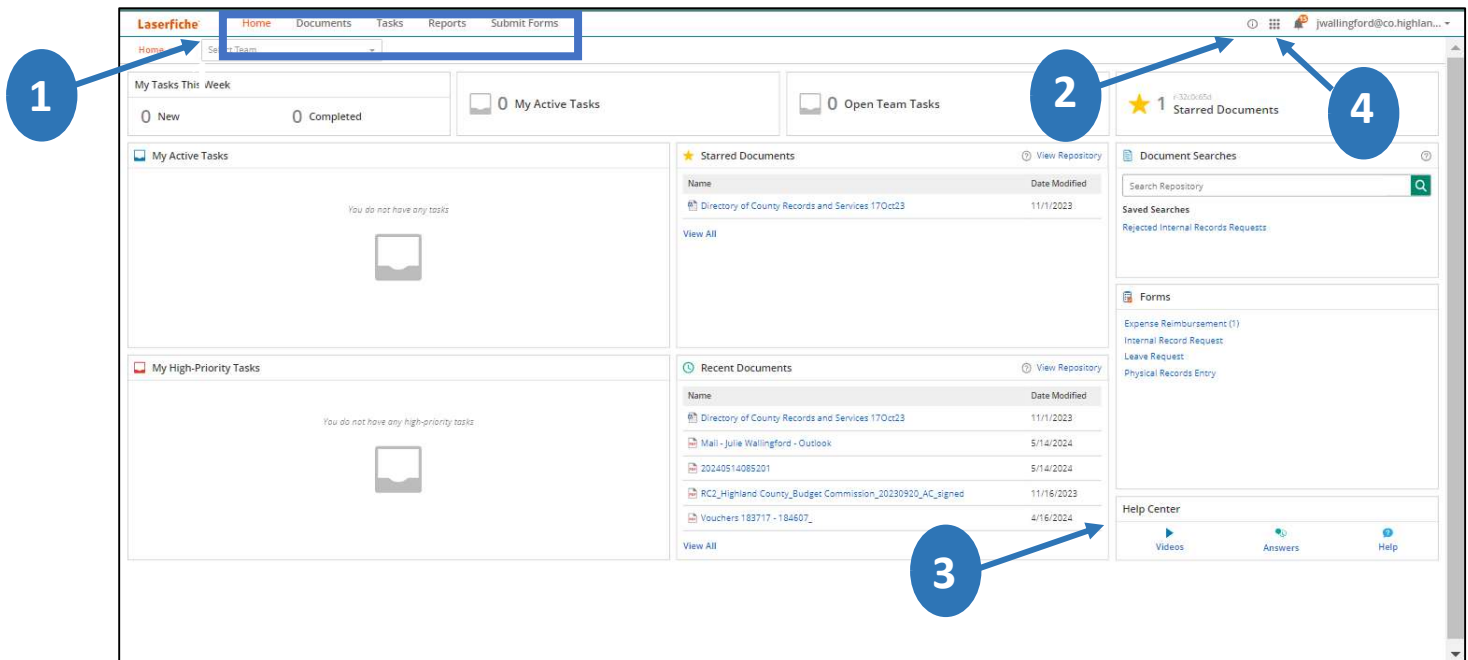 Laserfiche Home Documents Tasks Reports Submit Forms jwallingford@co.highlan...
Home Select Team
1
2
4
My Tasks This Week
0 New 0 Completed
0 My Active Tasks
0 Open Team Tasks
1 r-32c0c65d
Starred Documents
My Active Tasks
You do not have any tasks
Starred Documents View Repository
Name Date Modified
Directory of County Records and Services 17Oct23 11/1/2023
View All
Document Searches
Search Repository
Saved Searches
Rejected Internal Records Requests
Forms
Expense Reimbursement (1)
Internal Record Request
Leave Request
Physical Records Entry
My High-Priority Tasks
You do not have any high-priority tasks
Recent Documents View Repository
Name Date Modified
Directory of County Records and Services 17Oct23 11/1/2023
Mail - Julie Wallingford - Outlook 5/14/2024
20240514085201 5/14/2024
RC2_Highland County_Budget Commission_20230920_AC_signed 11/16/2023
Vouchers 183717 - 184607_ 4/16/2024
View All
3
Help Center
Videos Answers Help